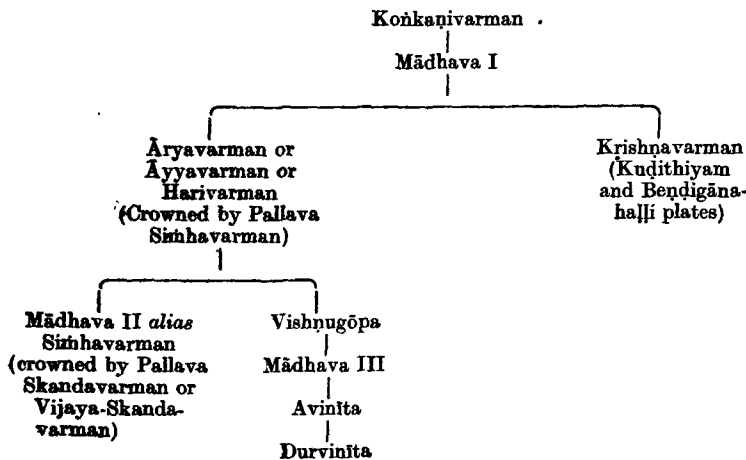 Koṅkaṇivarman
Mādhava I
Āryavarman or
Āyyavarman or
Harivarman
(Crowned by Pallava
Siṁhavarman)
Kṛishṇavarman
(Kuḍithiyam
and Beṇḍigāna-
haḷḷi plates)
Mādhava II alias
Siṁhavarman
(crowned by Pallava
Skandavarman or
Vijaya-Skanda-
varman)
Vishṇugōpa
Mādhava III
Avinīta
Durvinīta